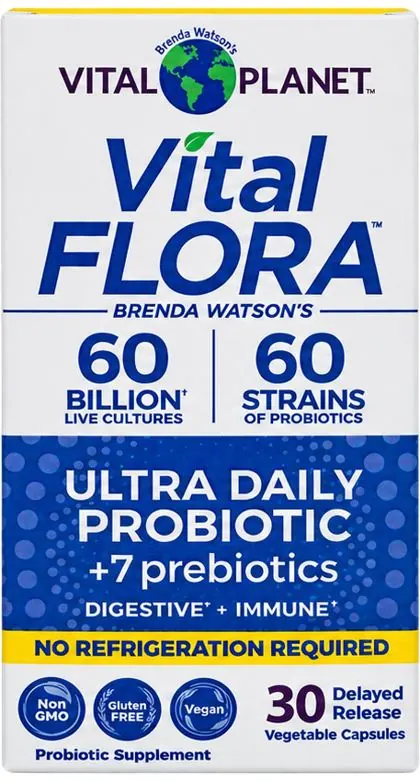 Brenda Watson's
VITAL PLANET™
Vital
FLORA™
BRENDA WATSON'S
60
BILLION†
LIVE CULTURES
60
STRAINS
OF PROBIOTICS
ULTRA DAILY
PROBIOTIC
+7 prebiotics
DIGESTIVE† + IMMUNE†
NO REFRIGERATION REQUIRED
Non
GMO
Gluten
FREE
Vegan
Probiotic Supplement
30 Delayed
Release
Vegetable Capsules